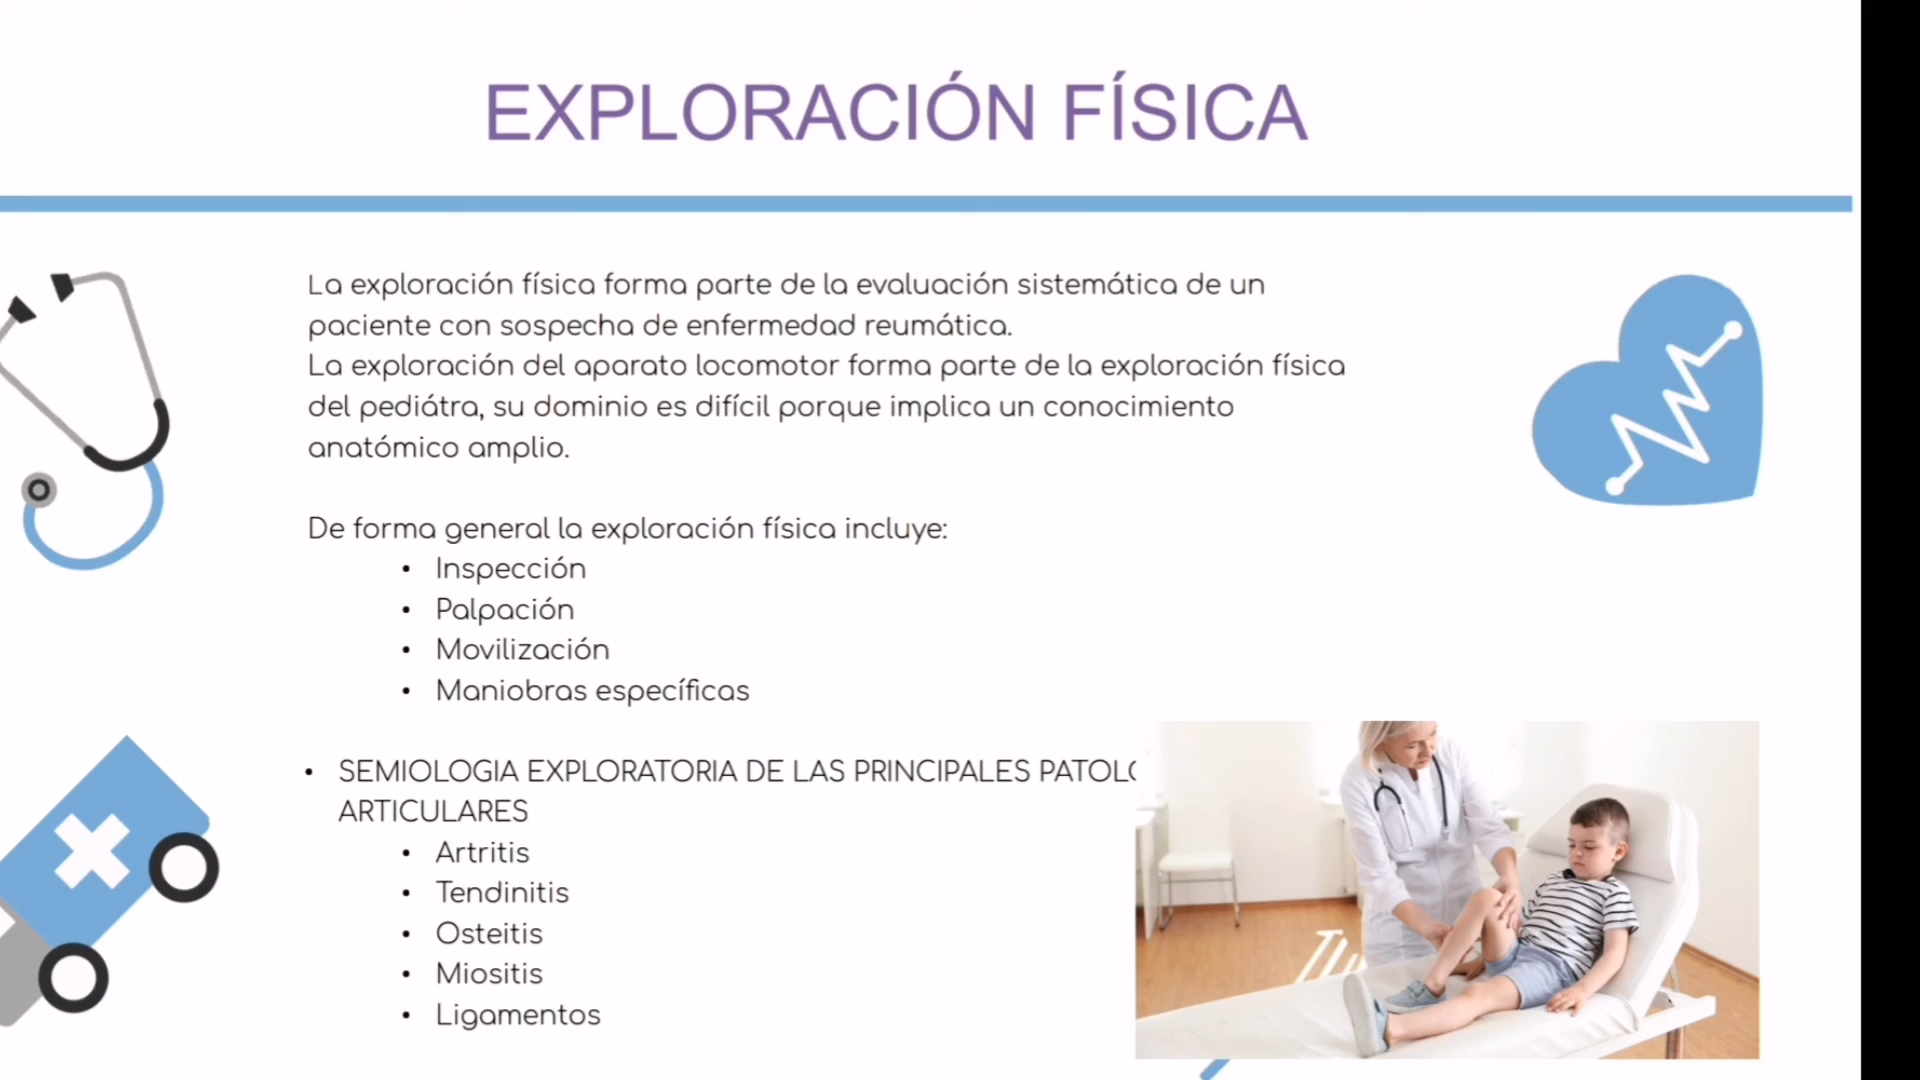 EXPLORACIÓN FÍSICA
La exploración física forma parte de la evaluación sistemática de un
paciente con sospecha de enfermedad reumática.
La exploración del aparato locomotor forma parte de la exploración física
del pediátra, su dominio es difícil porque implica un conocimiento
anatómico amplio.
De forma general la exploración física incluye:
• Inspección
• Palpación
• Movilización
• Maniobras específicas
• SEMIOLOGIA EXPLORATORIA DE LAS PRINCIPALES
ARTICULARES
• Artritis
• Tendinitis
• Osteitis
• Miositis
• Ligamentos